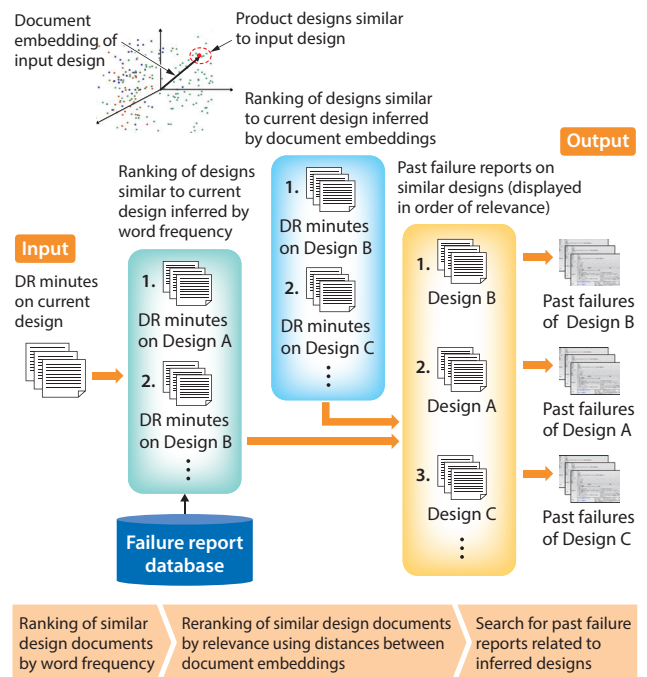 Document
embedding of
input design
Product designs similar
to input design
Ranking of designs similar
to current design inferred
by document embeddings
Output
Ranking of designs
similar to current
design inferred by
word frequency
1.
DR minutes
on Design B
2.
DR minutes
on Design C
Past failure reports on
similar designs (displayed
in order of relevance)
Input
DR minutes
on current
design
1.
DR minutes
on Design A
2.
DR minutes
on Design B
1.
Design B
Past failures
of Design B
2.
Design A
Past failures
of Design A
3.
Design C
Past failures
of Design C
Failure report
database
Ranking of similar
design documents
by word frequency
Reranking of similar design documents
by relevance using distances between
document embeddings
Search for past failure
reports related to
inferred designs